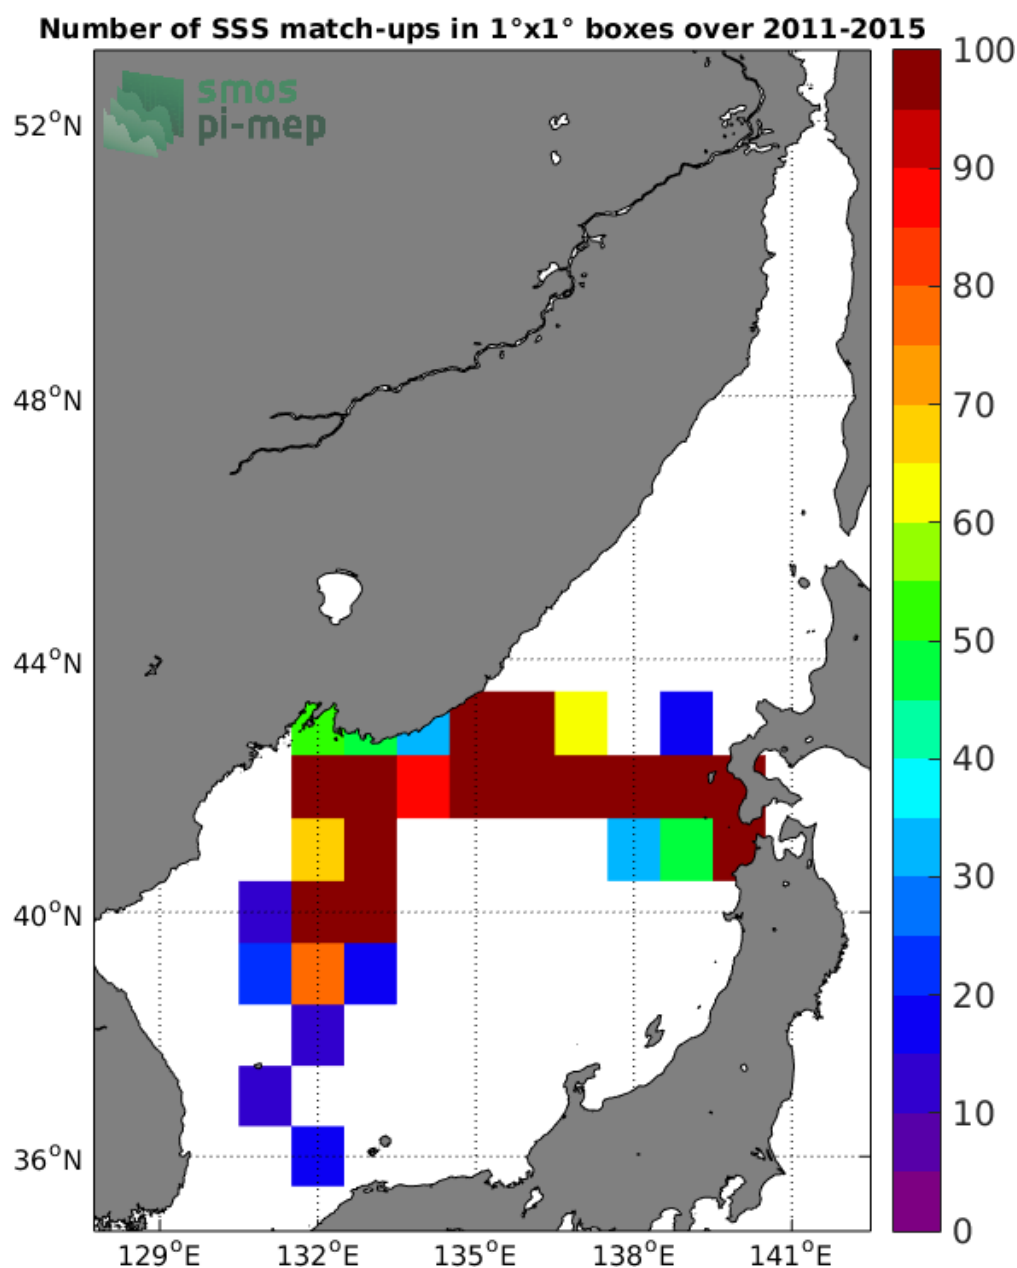 Number of SSS match-ups in 1°x1° boxes over 2011-2015
smos
pi-mep
52°N
48°N
44°N
40°N
36°N
129°E 132°E 135°E 138°E 141°E
100
90
80
70
60
50
40
30
20
10
0